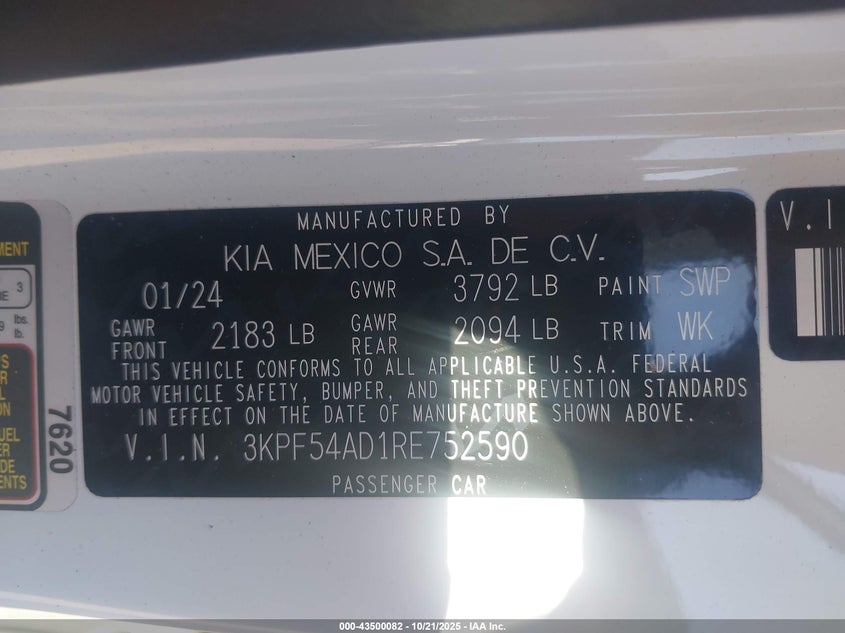 MANUFACTURED BY
KIA MEXICO S.A. DE C.V.
01/24 GVWR 3792 LB PAINT SWP
GAWR FRONT 2183 LB GAWR REAR 2094 LB TRIM WK
THIS VEHICLE CONFORMS TO ALL APPLICABLE U.S.A. FEDERAL
MOTOR VEHICLE SAFETY, BUMPER, AND THEFT PREVENTION STANDARDS
IN EFFECT ON THE DATE OF MANUFACTURE SHOWN ABOVE.
V.I.N. 3KPF54AD1RE752590
PASSENGER CAR
7620
3
lbs.
lb.
V.I
000-43500082 - 10/21/2025 - IAA Inc.